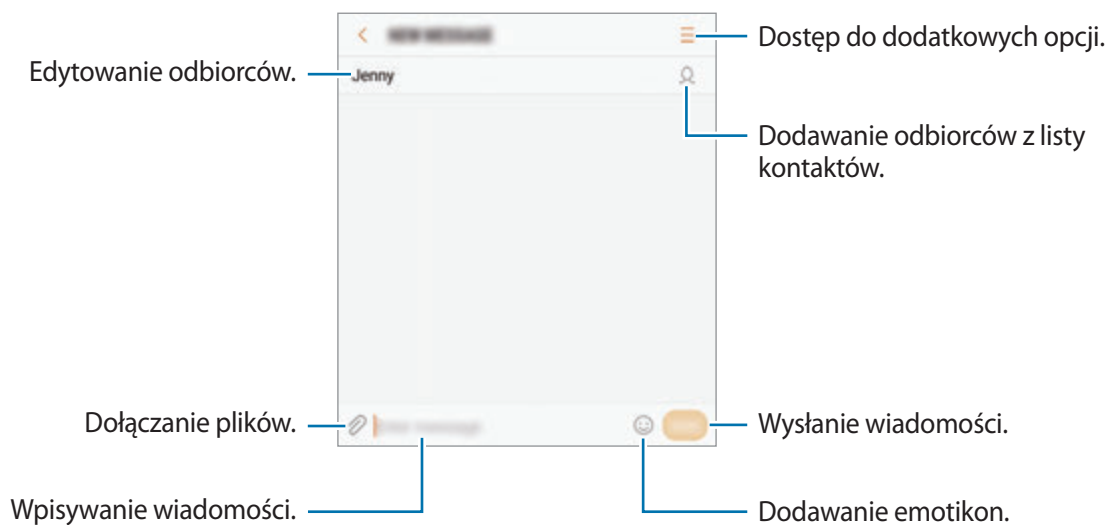 Dostęp do dodatkowych opcji.
Edytowanie odbiorców.
Jenny
Dodawanie odbiorców z listy
kontaktów.
Dołączanie plików.
Wysłanie wiadomości.
Wpisywanie wiadomości.
Dodawanie emotikon.